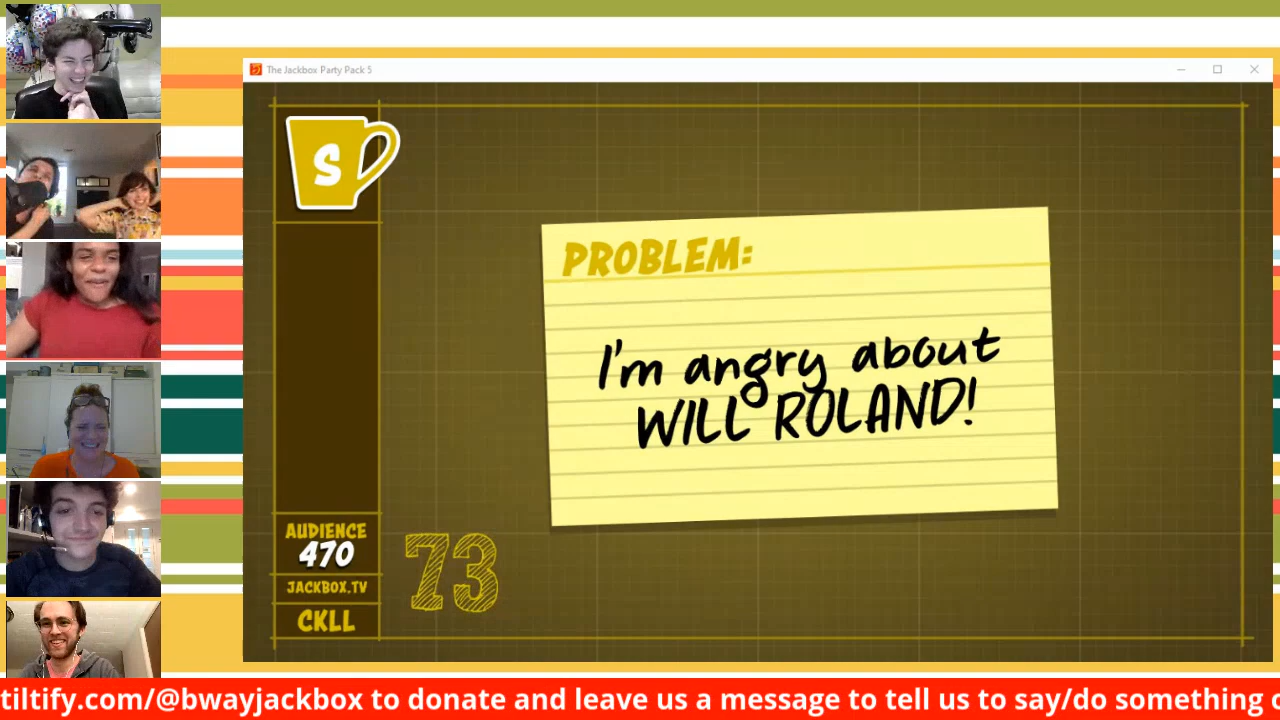 The Jackbox Party Pack 5
S
PROBLEM:
I'm angry about
WILL ROLAND!
AUDIENCE
470
JACKBOX.TV
CKLL
73
tiltify.com/@bwayjackbox to donate and leave us a message to tell us to say/do something